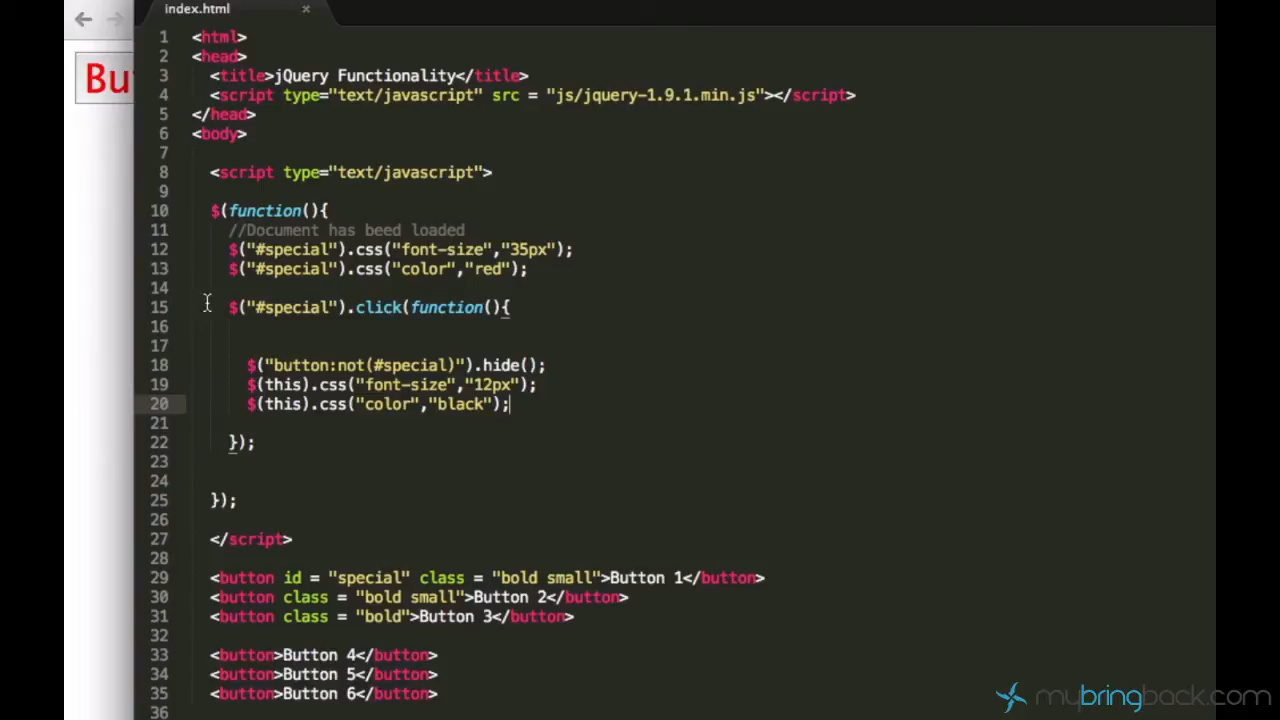 index.html ×
Bu
1 <html>
2 <head>
3 <title>jQuery Functionality</title>
4 <script type="text/javascript" src = "js/jquery-1.9.1.min.js"></script>
5 </head>
6 <body>
7
8 <script type="text/javascript">
9
10 $(function(){
11 //Document has beed loaded
12 $("#special").css("font-size","35px");
13 $("#special").css("color","red");
14
15 $("#special").click(function(){
16
17
18 $("button:not(#special)").hide();
19 $(this).css("font-size","12px");
20 $(this).css("color","black");
21
22 });
23
24
25 });
26
27 </script>
28
29 <button id = "special" class = "bold small">Button 1</button>
30 <button class = "bold small">Button 2</button>
31 <button class = "bold">Button 3</button>
32
33 <button>Button 4</button>
34 <button>Button 5</button>
35 <button>Button 6</button>
36
mybringback.com